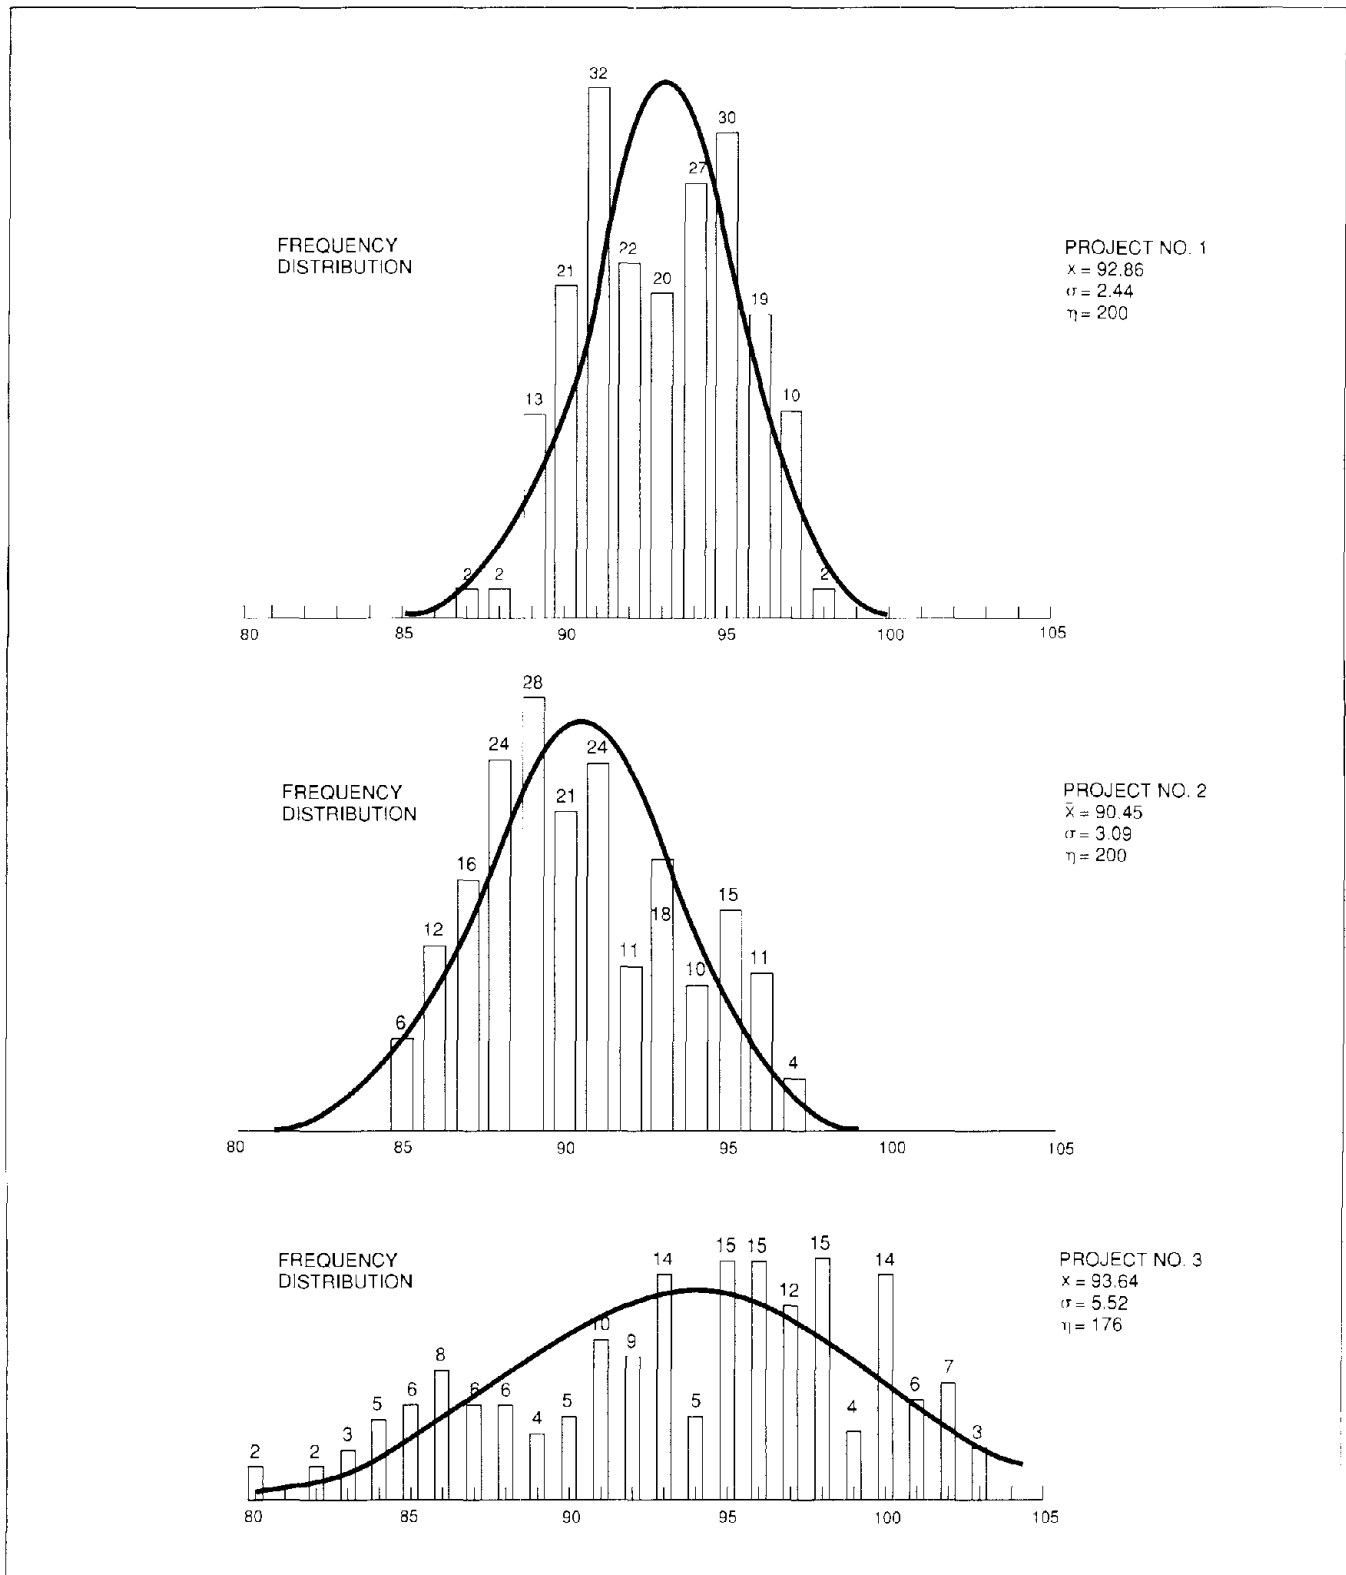 32
30
27
FREQUENCY
DISTRIBUTION
22
21
20
19
13
10
2
2
2
PROJECT NO. 1
x = 92.86
σ = 2.44
η = 200
80 85 90 95 100 105
28
24
24
FREQUENCY
DISTRIBUTION
21
16
18
15
12
11
11
10
6
4
PROJECT NO. 2
x̄ = 90.45
σ = 3.09
η = 200
80 85 90 95 100 105
FREQUENCY
DISTRIBUTION
2 2 3 5 6 8 6 6 4 5 10 9 14 5 15 15 12 15 4 14 6 7 3
PROJECT NO. 3
x = 93.64
σ = 5.52
η = 176
80 85 90 95 100 105